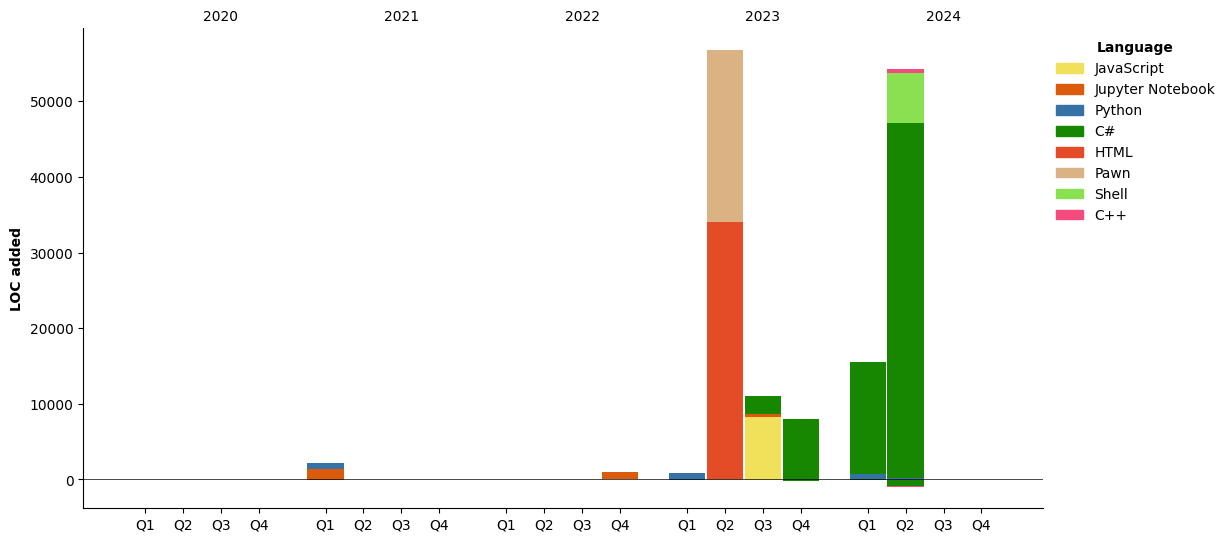 2020 2021 2022 2023 2024
Language
JavaScript
Jupyter Notebook
Python
C#
HTML
Pawn
Shell
C++
LOC added
50000
40000
30000
20000
10000
0
Q1 Q2 Q3 Q4 Q1 Q2 Q3 Q4 Q1 Q2 Q3 Q4 Q1 Q2 Q3 Q4 Q1 Q2 Q3 Q4